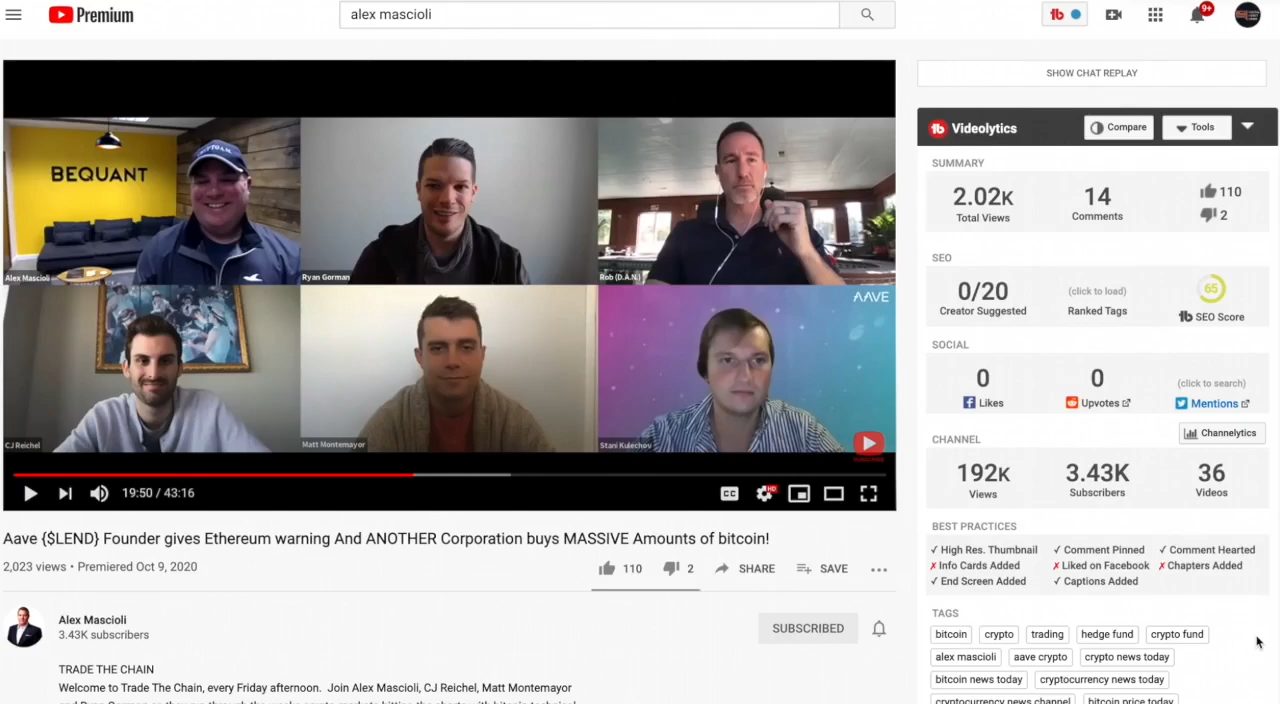 Premium
alex mascioli
9+
SHOW CHAT REPLAY
Videolytics
Compare
Tools
SUMMARY
2.02K
Total Views
14
Comments
110
2
SEO
0/20
Creator Suggested
(click to load)
Ranked Tags
65
SEO Score
SOCIAL
0
Likes
0
Upvotes
(click to search)
Mentions
CHANNEL
Channelytics
192K
Views
3.43K
Subscribers
36
Videos
BEST PRACTICES
✓ High Res. Thumbnail ✓ Comment Pinned ✓ Comment Hearted
✗ Info Cards Added ✗ Liked on Facebook ✗ Chapters Added
✓ End Screen Added ✓ Captions Added
TAGS
bitcoin crypto trading hedge fund crypto fund
alex mascioli aave crypto crypto news today
bitcoin news today cryptocurrency news today
cryptocurrency news channel bitcoin price today
BEQUANT
Alex Mascioli
Ryan Gorman
Rob (D.A.N.)
AAVE
CJ Reichel
Matt Montemayor
Stani Kulechov
SUBSCRIBE
19:50 / 43:16
CC
HD
Aave {$LEND} Founder gives Ethereum warning And ANOTHER Corporation buys MASSIVE Amounts of bitcoin!
2,023 views • Premiered Oct 9, 2020
110 2 SHARE SAVE
Alex Mascioli
3.43K subscribers
SUBSCRIBED
TRADE THE CHAIN
Welcome to Trade The Chain, every Friday afternoon. Join Alex Mascioli, CJ Reichel, Matt Montemayor